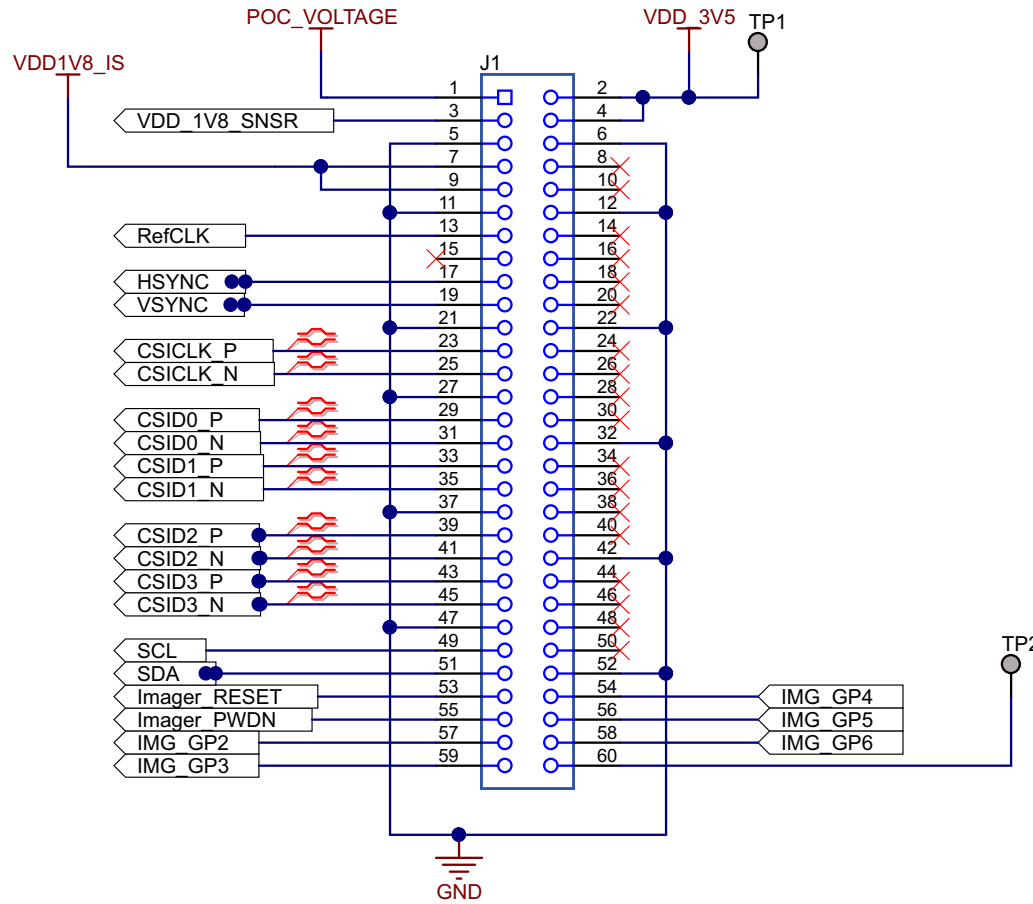 POC_VOLTAGE VDD_3V5 TP1
VDD1V8_IS
J1
1 2
VDD_1V8_SNSR 3 4
5 6
7 8
9 10
11 12
RefCLK 13 14
15 16
HSYNC 17 18
VSYNC 19 20
21 22
CSICLK_P 23 24
CSICLK_N 25 26
27 28
CSID0_P 29 30
CSID0_N 31 32
CSID1_P 33 34
CSID1_N 35 36
37 38
CSID2_P 39 40
CSID2_N 41 42
CSID3_P 43 44
CSID3_N 45 46
47 48
SCL 49 50 TP2
SDA 51 52
Imager_RESET 53 54 IMG_GP4
Imager_PWDN 55 56 IMG_GP5
IMG_GP2 57 58 IMG_GP6
IMG_GP3 59 60
GND